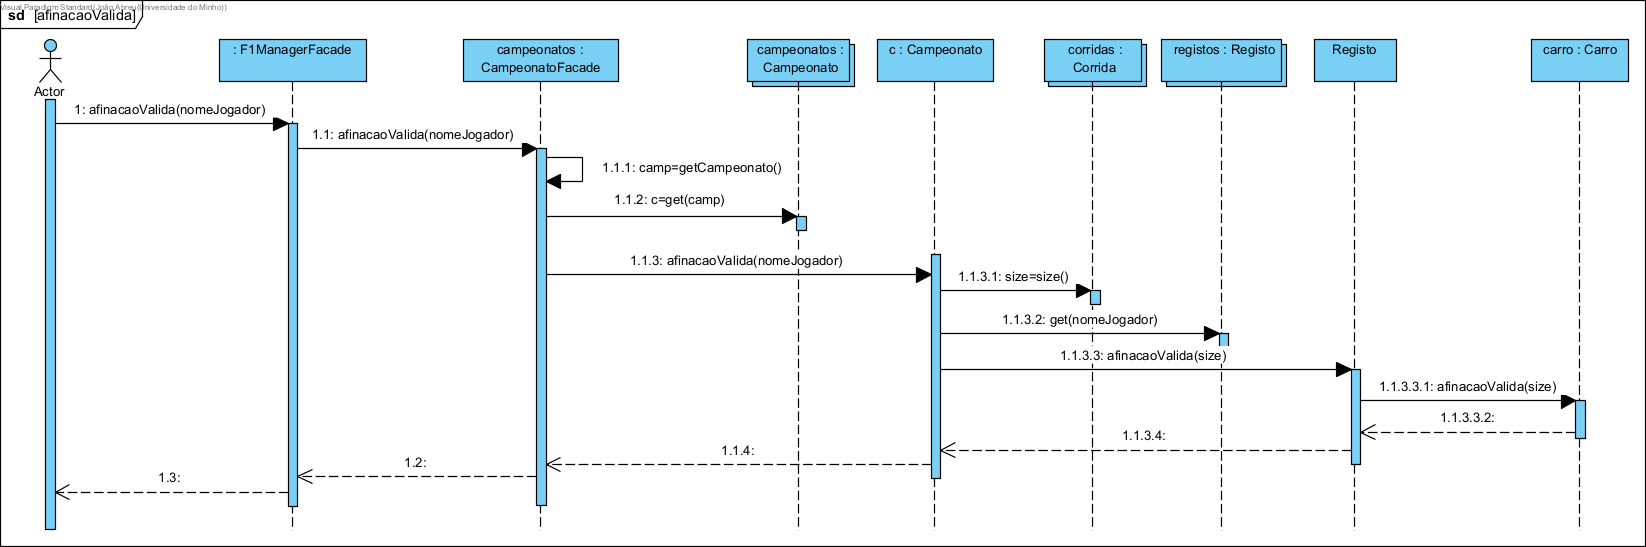 Visual Paradigm Standard(João Abreu(Universidade do Minho))
sd [afinacaoValida]
Actor
: F1ManagerFacade
campeonatos :
CampeonatoFacade
campeonatos :
Campeonato
c : Campeonato
corridas :
Corrida
registos : Registo
Registo
carro : Carro
1: afinacaoValida(nomeJogador)
1.1: afinacaoValida(nomeJogador)
1.1.1: camp=getCampeonato()
1.1.2: c=get(camp)
1.1.3: afinacaoValida(nomeJogador)
1.1.3.1: size=size()
1.1.3.2: get(nomeJogador)
1.1.3.3: afinacaoValida(size)
1.1.3.3.1: afinacaoValida(size)
1.1.3.3.2:
1.1.3.4:
1.1.4:
1.2:
1.3: